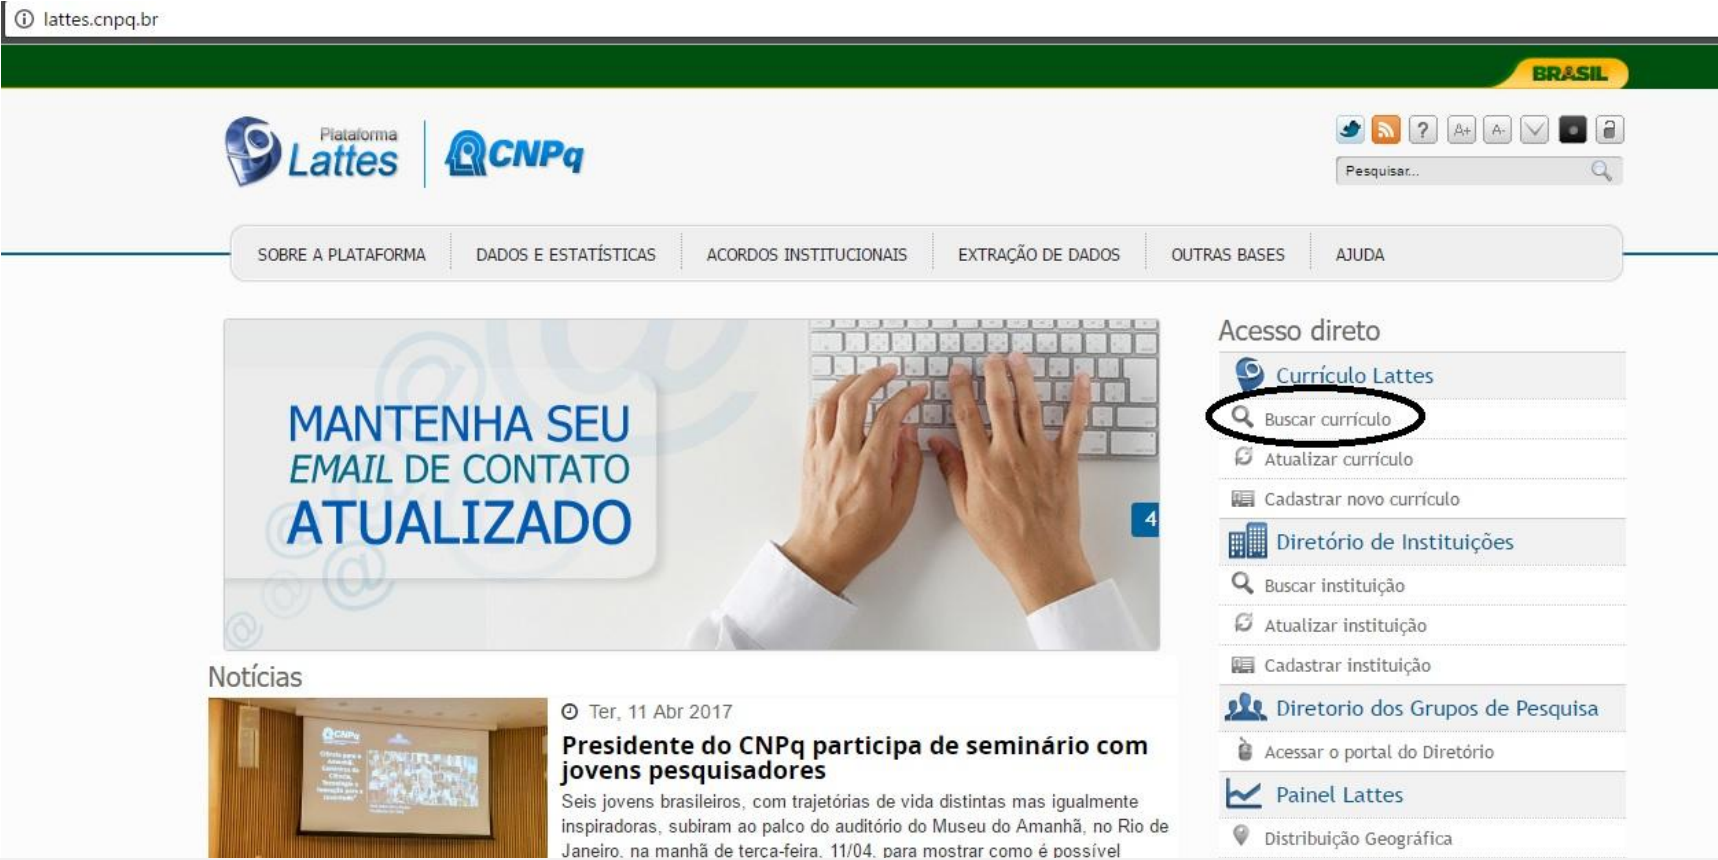 lattes.cnpq.br
BRASIL
Plataforma
Lattes
CNPq
?
A+
A-
Pesquisar...
SOBRE A PLATAFORMA
DADOS E ESTATÍSTICAS
ACORDOS INSTITUCIONAIS
EXTRAÇÃO DE DADOS
OUTRAS BASES
AJUDA
MANTENHA SEU
EMAIL DE CONTATO
ATUALIZADO
4
Acesso direto
Currículo Lattes
Buscar currículo
Atualizar currículo
Cadastrar novo currículo
Diretório de Instituições
Buscar instituição
Atualizar instituição
Cadastrar instituição
Diretorio dos Grupos de Pesquisa
Acessar o portal do Diretório
Painel Lattes
Distribuição Geográfica
Notícias
Ter, 11 Abr 2017
Presidente do CNPq participa de seminário com
jovens pesquisadores
Seis jovens brasileiros, com trajetórias de vida distintas mas igualmente
inspiradoras, subiram ao palco do auditório do Museu do Amanhã, no Rio de
Janeiro, na manhã de terça-feira, 11/04, para mostrar como é possível